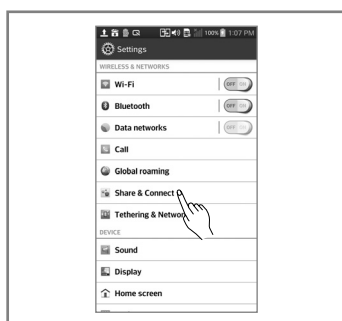 100% 1:07 PM
Settings
WIRELESS & NETWORKS
Wi-Fi OFF ON
Bluetooth OFF ON
Data networks OFF ON
Call
Global roaming
Share & Connect
Tethering & Networ
DEVICE
Sound
Display
Home screen